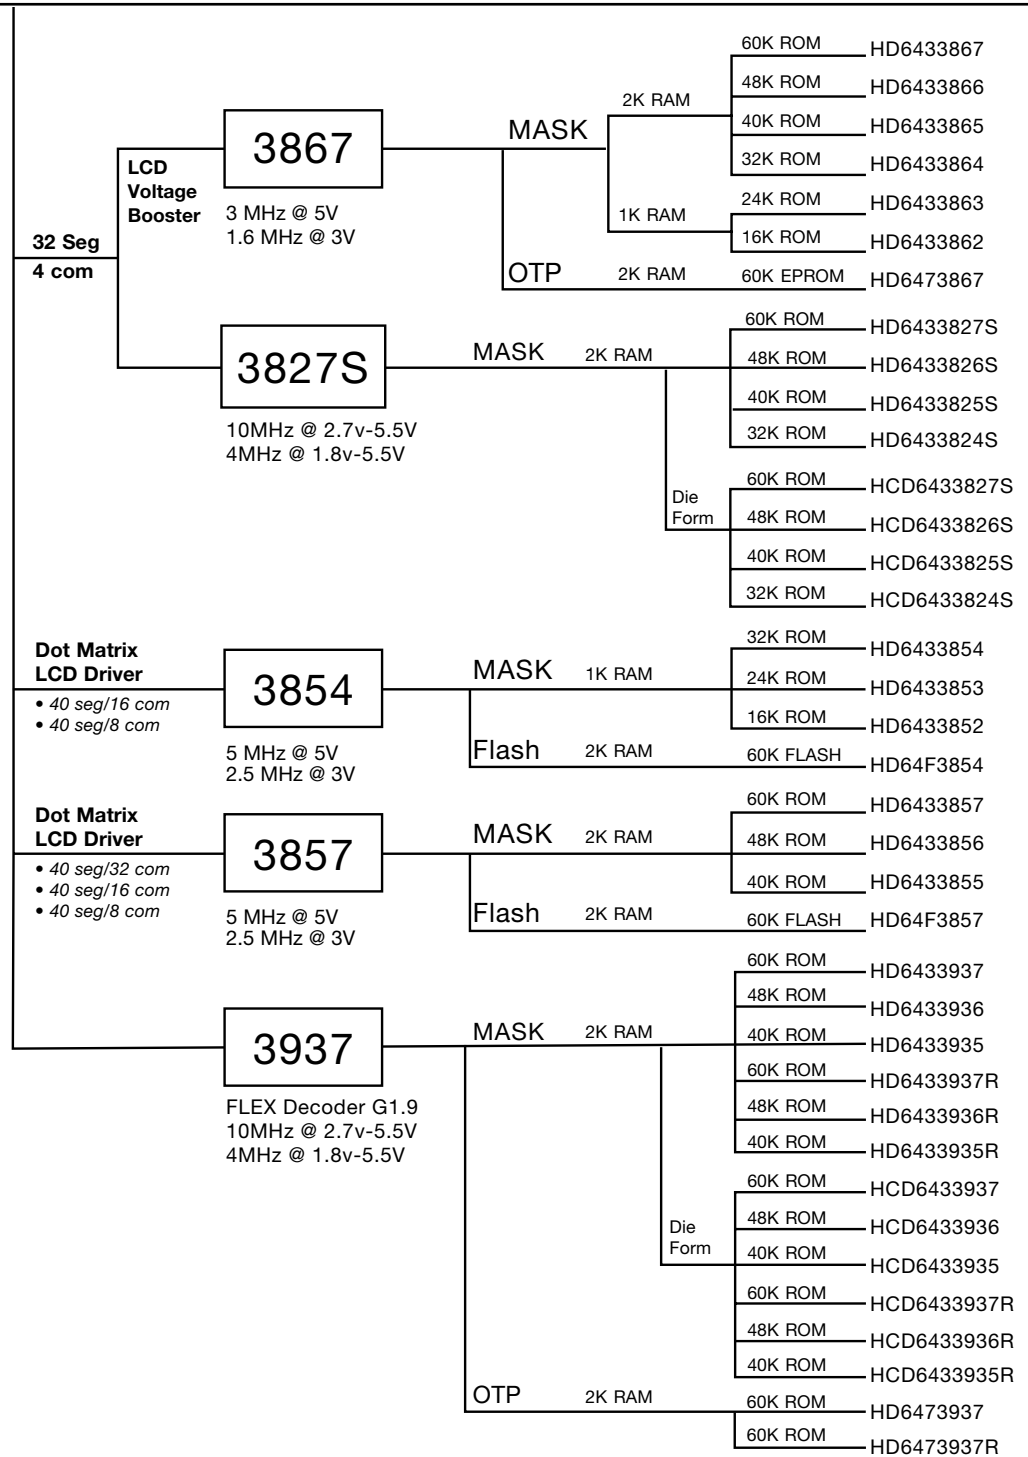 32 Seg
4 com
LCD
Voltage
Booster
3867
3 MHz @ 5V
1.6 MHz @ 3V
MASK
2K RAM
60K ROM HD6433867
48K ROM HD6433866
40K ROM HD6433865
32K ROM HD6433864
1K RAM
24K ROM HD6433863
16K ROM HD6433862
OTP 2K RAM 60K EPROM HD6473867
3827S
10MHz @ 2.7v-5.5V
4MHz @ 1.8v-5.5V
MASK 2K RAM
60K ROM HD6433827S
48K ROM HD6433826S
40K ROM HD6433825S
32K ROM HD6433824S
Die
Form
60K ROM HCD6433827S
48K ROM HCD6433826S
40K ROM HCD6433825S
32K ROM HCD6433824S
Dot Matrix
LCD Driver
• 40 seg/16 com
• 40 seg/8 com
3854
5 MHz @ 5V
2.5 MHz @ 3V
MASK 1K RAM
32K ROM HD6433854
24K ROM HD6433853
16K ROM HD6433852
Flash 2K RAM 60K FLASH HD64F3854
Dot Matrix
LCD Driver
• 40 seg/32 com
• 40 seg/16 com
• 40 seg/8 com
3857
5 MHz @ 5V
2.5 MHz @ 3V
MASK 2K RAM
60K ROM HD6433857
48K ROM HD6433856
40K ROM HD6433855
Flash 2K RAM 60K FLASH HD64F3857
3937
FLEX Decoder G1.9
10MHz @ 2.7v-5.5V
4MHz @ 1.8v-5.5V
MASK 2K RAM
60K ROM HD6433937
48K ROM HD6433936
40K ROM HD6433935
60K ROM HD6433937R
48K ROM HD6433936R
40K ROM HD6433935R
Die
Form
60K ROM HCD6433937
48K ROM HCD6433936
40K ROM HCD6433935
60K ROM HCD6433937R
48K ROM HCD6433936R
40K ROM HCD6433935R
OTP 2K RAM
60K ROM HD6473937
60K ROM HD6473937R